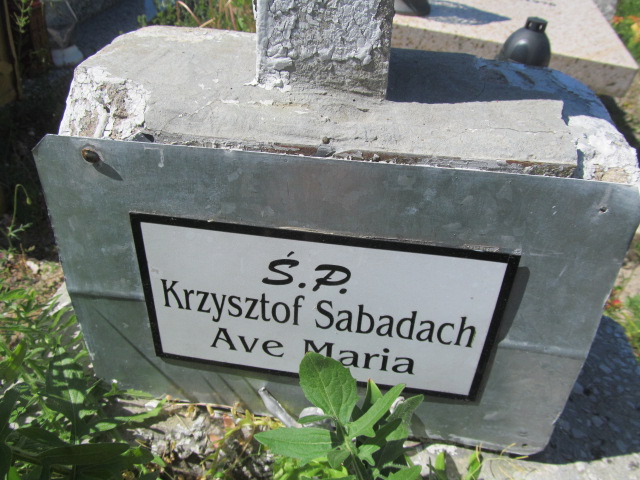 Ś.P.
Krzysztof Sabadach
Ave Maria